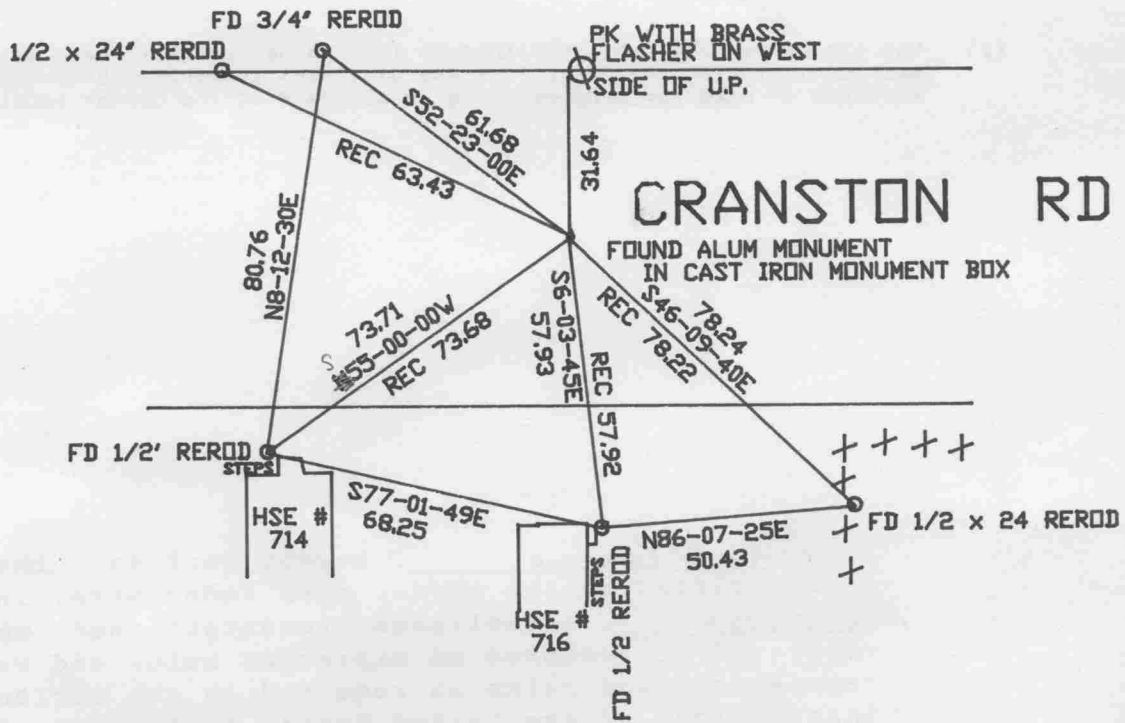 FD 3/4" REROD
1/2 x 24" REROD
PK WITH BRASS
FLASHER ON WEST
SIDE OF U.P.
61.68
S52-23-00E
REC 63.43
31.64
CRANSTON RD
FOUND ALUM MONUMENT
IN CAST IRON MONUMENT BOX
80.76
N8-12-30E
73.71
S55-00-00W
REC 73.68
S6-03-45E
57.93
REC 57.92
78.24
S46-09-40E
REC 78.22
FD 1/2" REROD
STEPS
HSE #
714
S77-01-49E
68.25
N86-07-25E
50.43
FD 1/2 x 24 REROD
STEPS
HSE #
716
FD 1/2 REROD